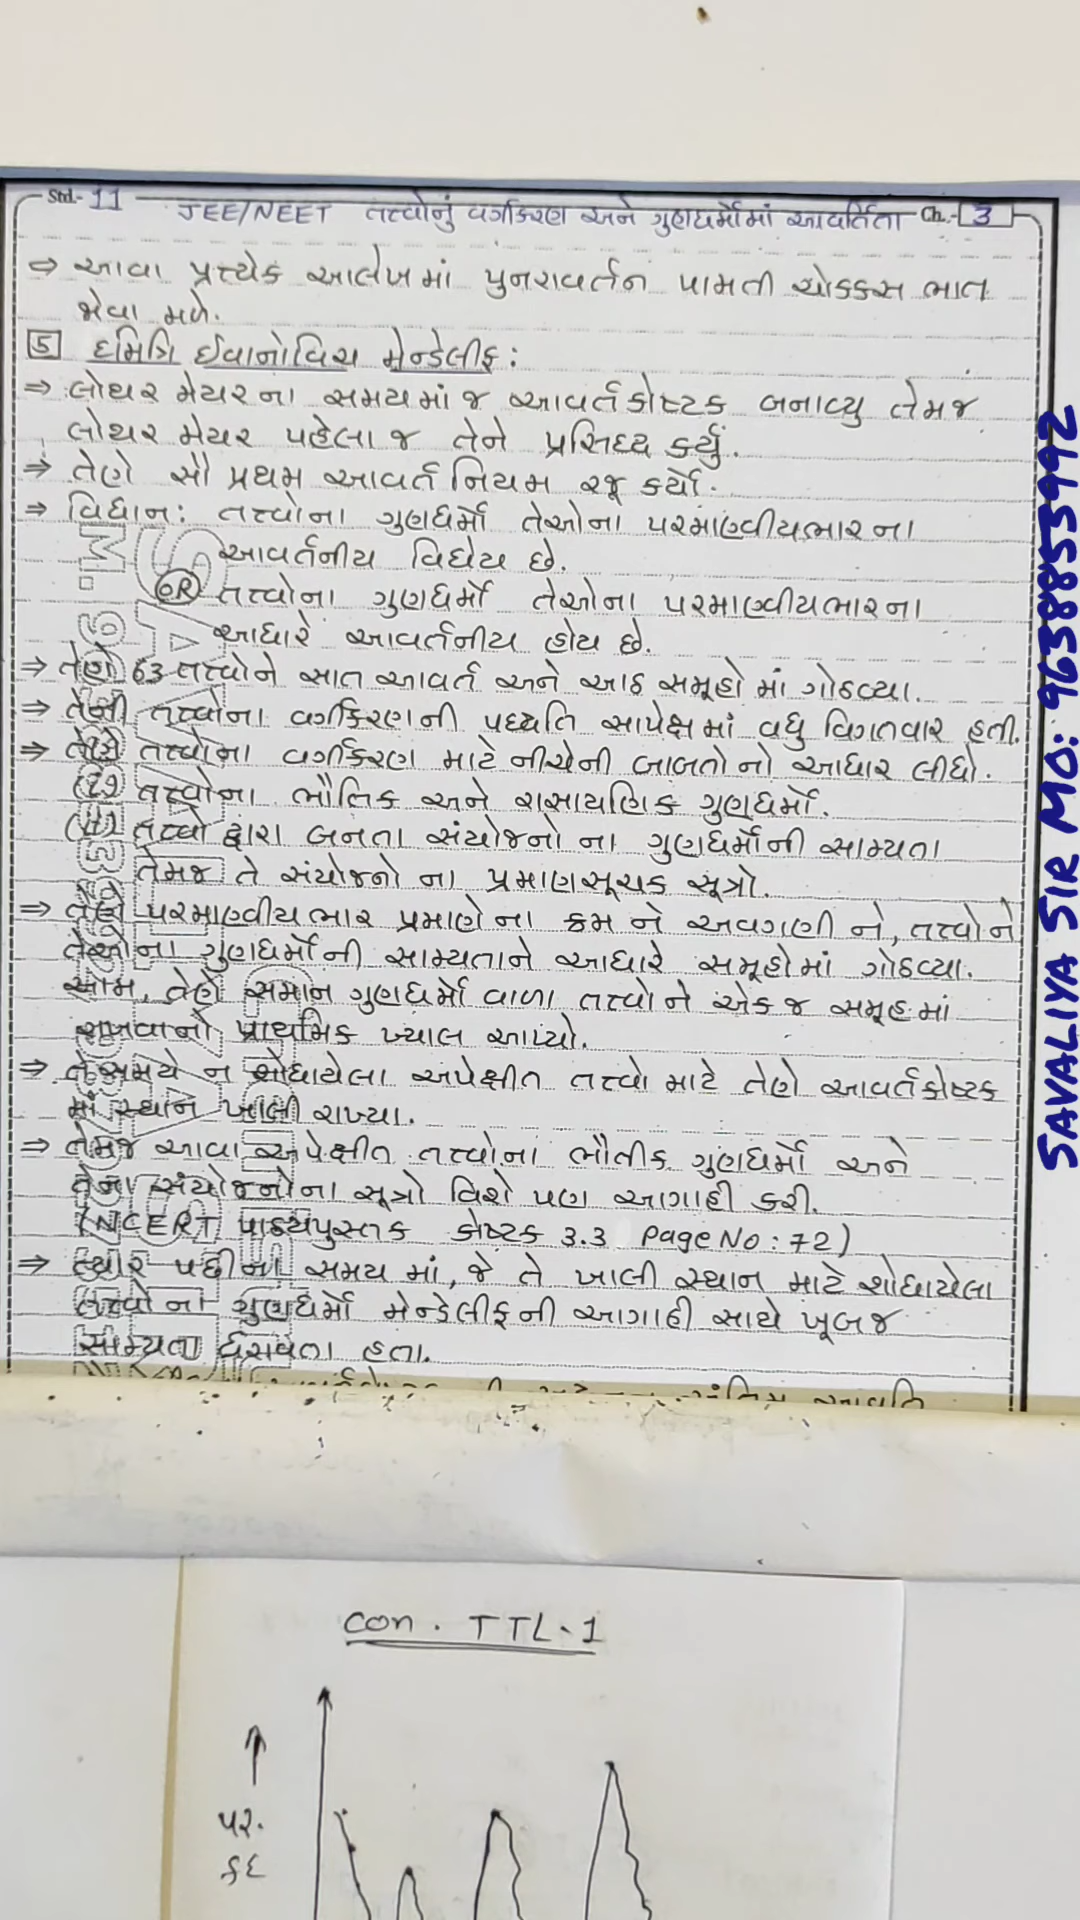 Std.- 11 JEE/NEET તત્ત્વોનું વર્ગીકરણ અને ગુણધર્મોમાં આવર્તિતા Ch.- 3
⇒ આવા પ્રત્યેક આલેખમાં પુનરાવર્તન પામતી ચોક્કસ ભાત
જોવા મળે.
5 દમિત્રિ ઈવાનોવિચ મેન્ડેલીફ :
⇒ લોથર મેયરના સમયમાં જ આવર્તકોષ્ટક બનાવ્યુ તેમજ
લોથર મેયર પહેલા જ તેને પ્રસિધ્ધ કર્યું.
⇒ તેણે સૌ પ્રથમ આવર્ત નિયમ રજૂ કર્યો.
⇒ વિધાન: તત્ત્વોના ગુણધર્મો તેઓના પરમાણ્વીયભારના
આવર્તનીય વિધેય છે.
OR તત્ત્વોના ગુણધર્મો તેઓના પરમાણ્વીયભારના
આધારે આવર્તનીય હોય છે.
⇒ તેણે 63 તત્ત્વોને સાત આવર્ત અને આઠ સમૂહોમાં ગોઠવ્યા.
⇒ તેની તત્ત્વોના વર્ગીકરણની પધ્ધતિ સાપેક્ષમાં વધુ વિગતવાર હતી.
⇒ તેણે તત્ત્વોના વર્ગીકરણ માટે નીચેની બાબતોનો આધાર લીધો.
તત્ત્વોના ભૌતિક અને રાસાયણિક ગુણધર્મો.
તત્વો દ્વારા બનતા સંયોજનો ના ગુણધર્મોની સામ્યતા
તેમજ તે સંયોજનો ના પ્રમાણસૂચક સૂત્રો.
⇒ તેણે પરમાણ્વીયભાર પ્રમાણેના ક્રમ ને અવગણી ને, તત્ત્વોને
તેઓના ગુણધર્મોની સામ્યતાને આધારે સમૂહોમાં ગોઠવ્યા.
આમ, તેણે સમાન ગુણધર્મો વાળા તત્ત્વોને એક જ સમૂહમાં
રાખવાનો પ્રાથમિક ખ્યાલ આપ્યો.
⇒ તે સમયે ન શોધાયેલા અપેક્ષીત તત્ત્વો માટે તેણે આવર્તકોષ્ટક
માં સ્થાન ખાલી રાખ્યા.
⇒ તેમજ આવા અપેક્ષીત તત્ત્વોના ભૌતીક ગુણધર્મો અને
તેના સંયોજનોના સૂત્રો વિશે પણ આગાહી કરી.
(NCERT પાઠ્યપુસ્તક કોષ્ટક 3.3 Page No : 72)
⇒ ત્યાર પછીના સમય માં, જે તે ખાલી સ્થાન માટે શોધાયેલા
તત્ત્વોના ગુણધર્મો મેન્ડેલીફની આગાહી સાથે ખૂબજ
સામ્યતા ધરાવતા હતા.
SAVALIYA SIR MO: 9638853992
con. TTL-1
પર.
કદ